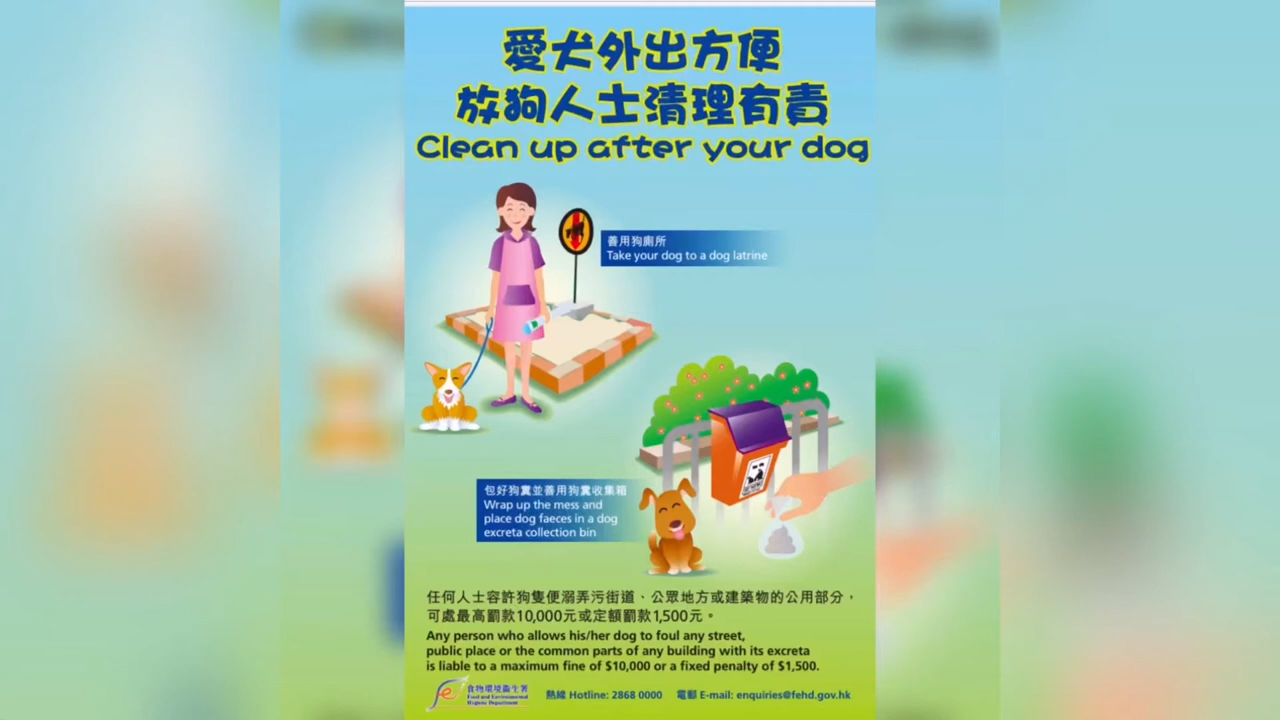 愛犬外出方便
放狗人士清理有責
Clean up after your dog
善用狗廁所
Take your dog to a dog latrine
包好狗糞並善用狗糞收集箱
Wrap up the mess and
place dog faeces in a dog
excreta collection bin
任何人士容許狗隻便溺弄污街道、公眾地方或建築物的公用部分，
可處最高罰款10,000元或定額罰款1,500元。
Any person who allows his/her dog to foul any street,
public place or the common parts of any building with its excreta
is liable to a maximum fine of $10,000 or a fixed penalty of $1,500.
食物環境衞生署
Food and Environmental
Hygiene Department
熱線 Hotline: 2868 0000 電郵 E-mail: enquiries@fehd.gov.hk